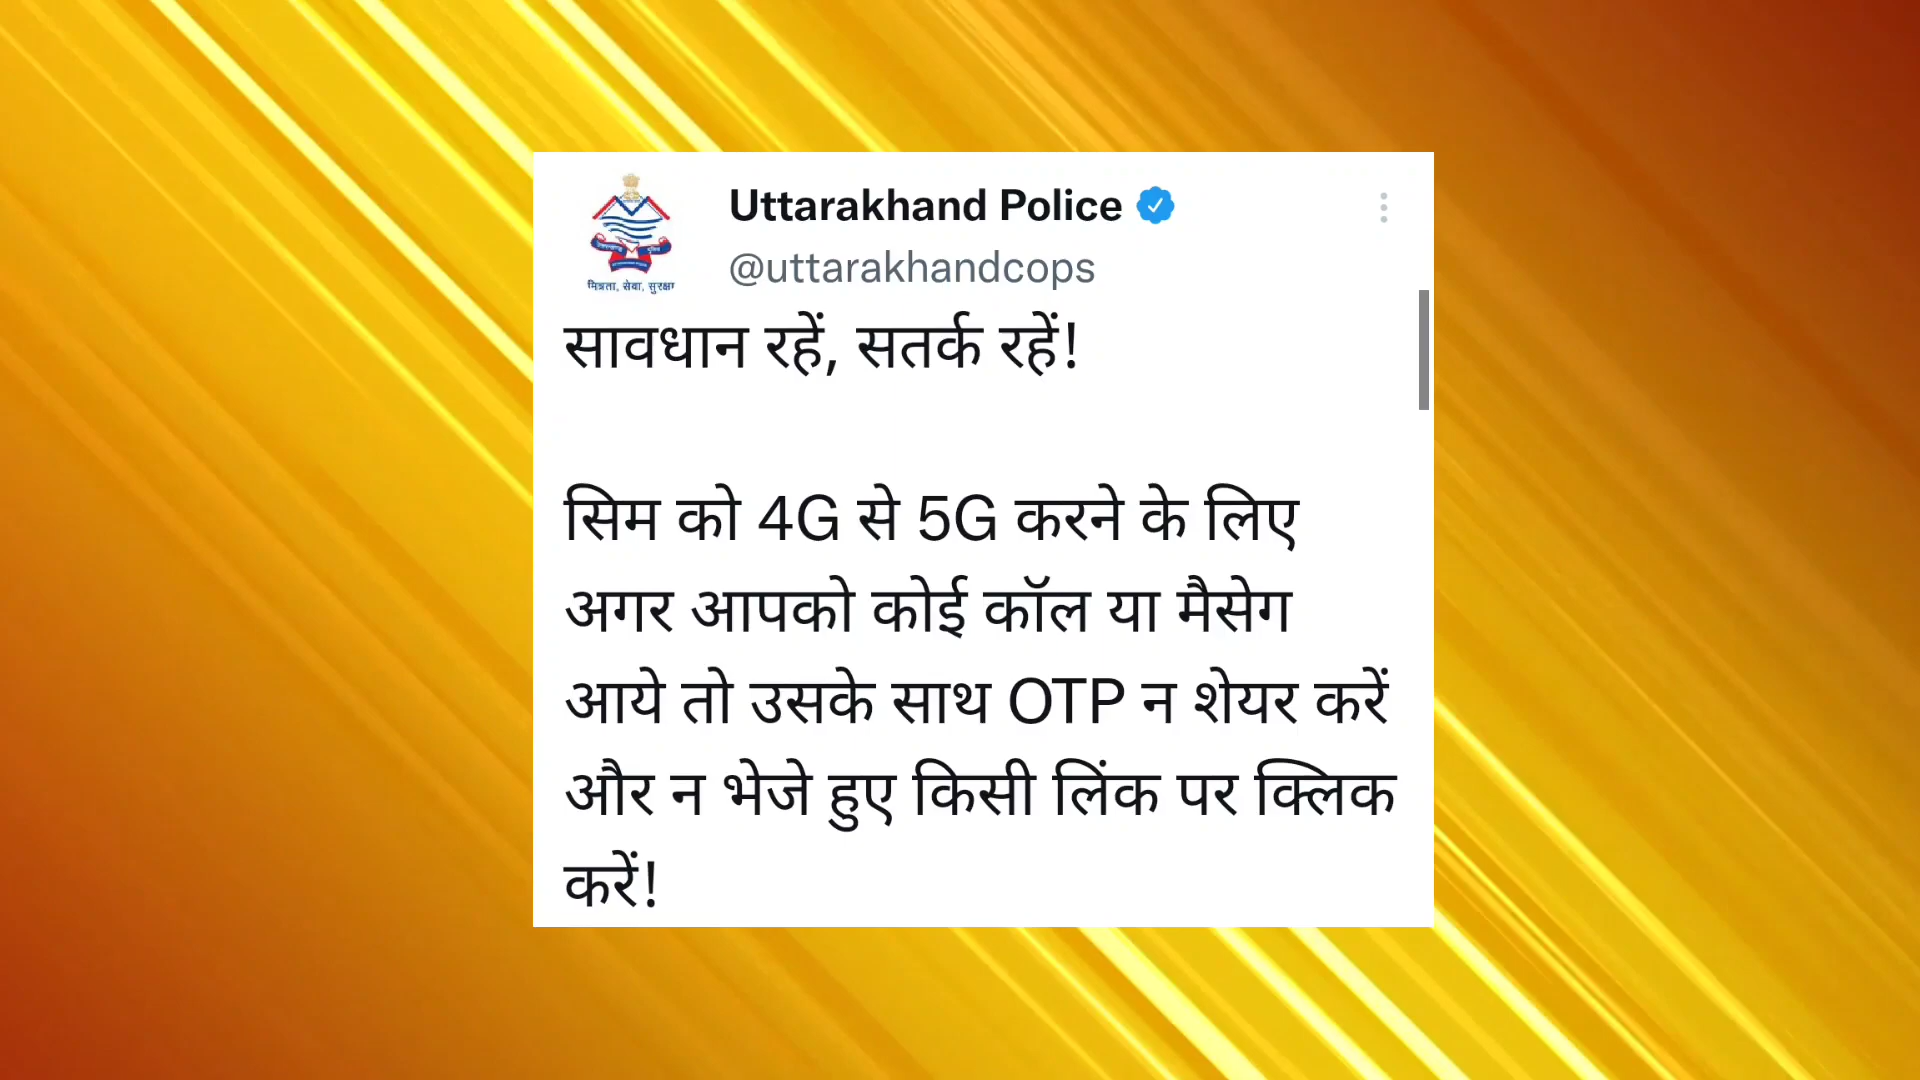 Uttarakhand Police
@uttarakhandcops
मित्रता, सेवा, सुरक्षा
सावधान रहें, सतर्क रहें!
सिम को 4G से 5G करने के लिए
अगर आपको कोई कॉल या मैसेग
आये तो उसके साथ OTP न शेयर करें
और न भेजे हुए किसी लिंक पर क्लिक
करें!